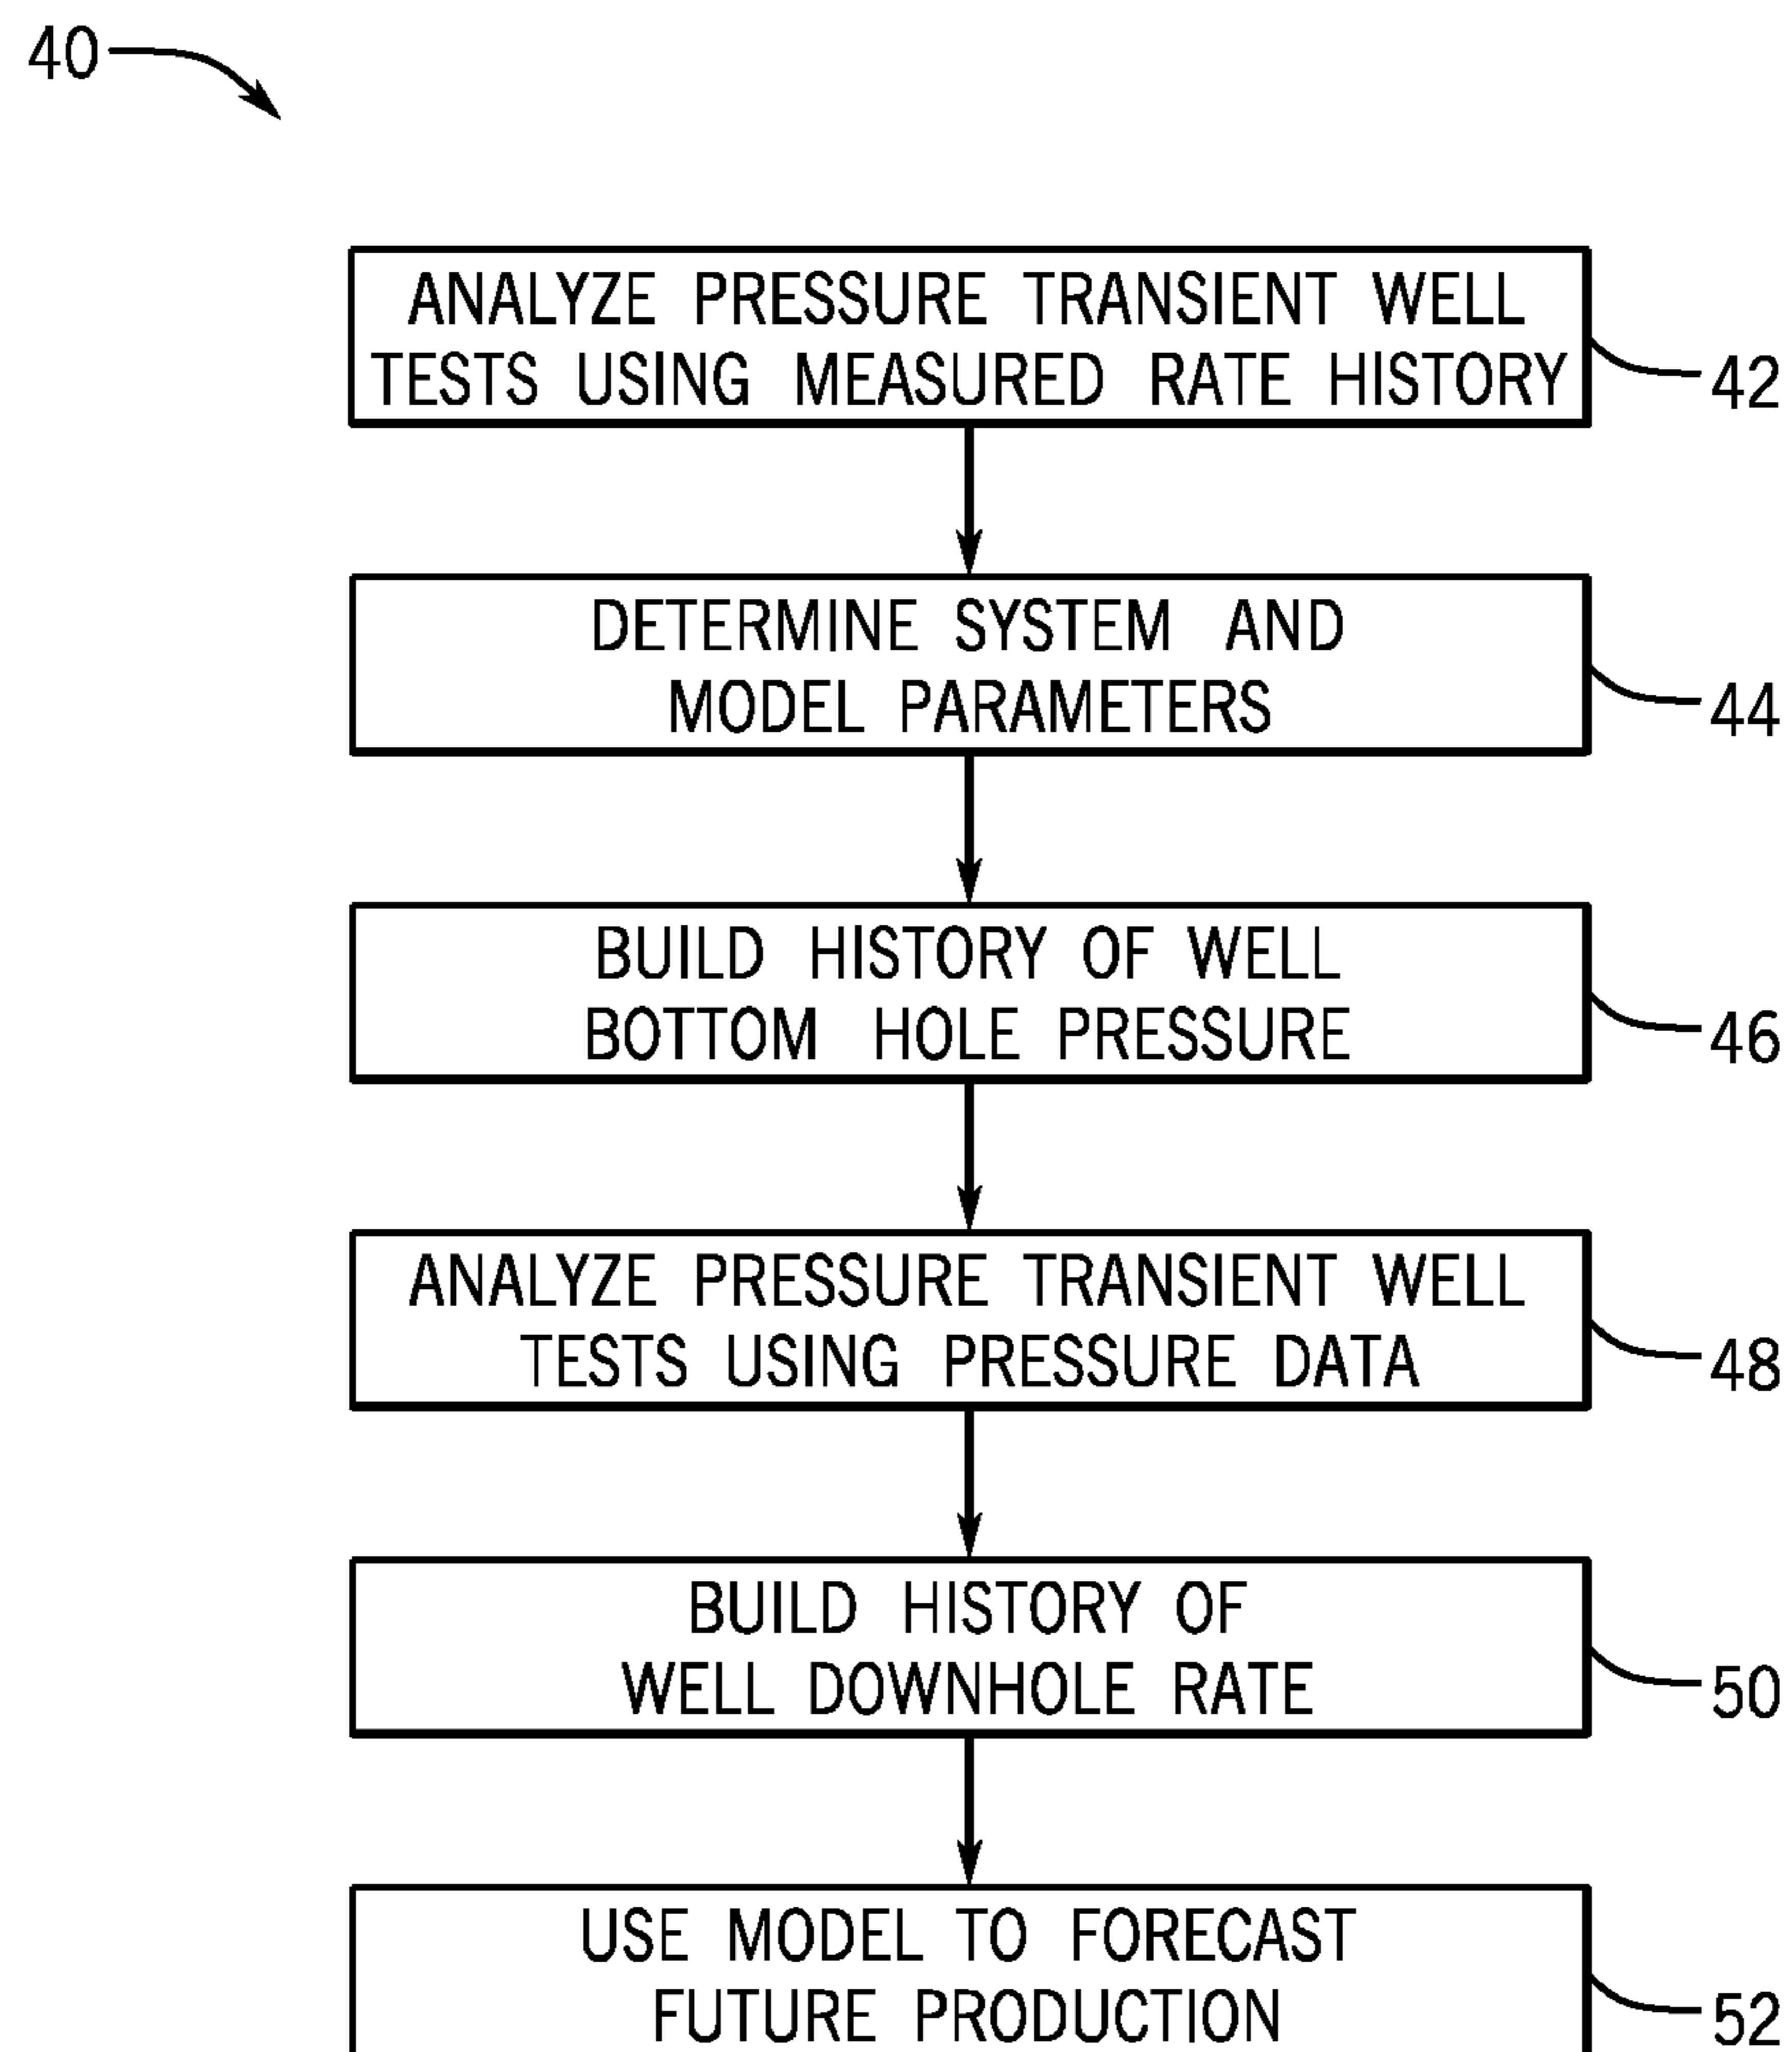 40
ANALYZE PRESSURE TRANSIENT WELL
TESTS USING MEASURED RATE HISTORY
42
DETERMINE SYSTEM AND
MODEL PARAMETERS
44
BUILD HISTORY OF WELL
BOTTOM HOLE PRESSURE
46
ANALYZE PRESSURE TRANSIENT WELL
TESTS USING PRESSURE DATA
48
BUILD HISTORY OF
WELL DOWNHOLE RATE
50
USE MODEL TO FORECAST
FUTURE PRODUCTION
52